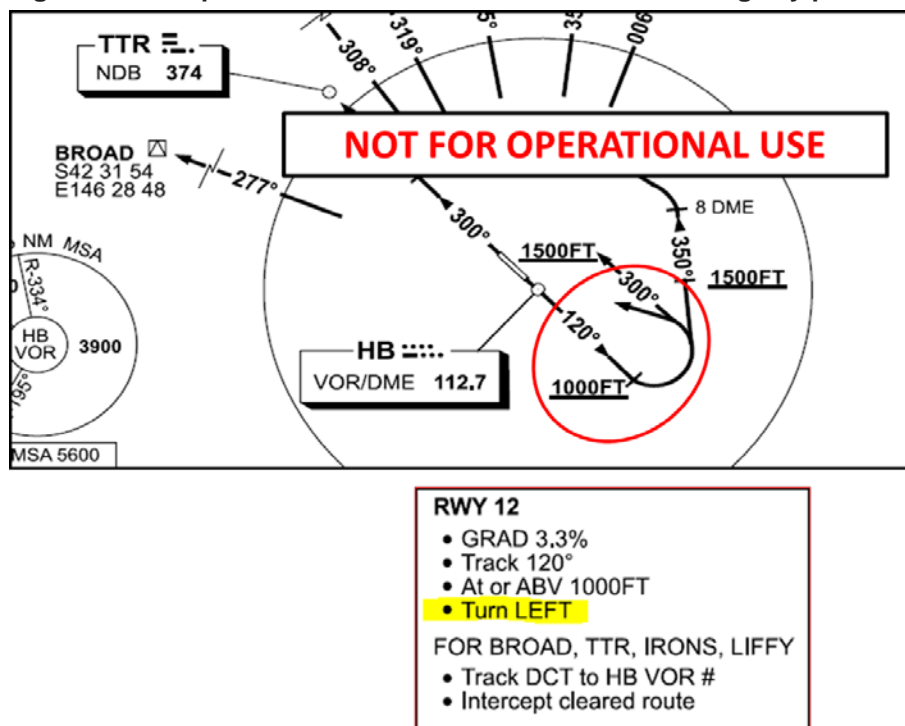 TTR
NDB 374
308°
319°
5°
35
006
NOT FOR OPERATIONAL USE
BROAD
S42 31 54
E146 28 48
277°
300°
8 DME
350°
1500FT
1500FT
300°
NM MSA
R-334°
HB
VOR
3900
195°
MSA 5600
120°
HB
VOR/DME 112.7
1000FT
RWY 12
• GRAD 3.3%
• Track 120°
• At or ABV 1000FT
• Turn LEFT
FOR BROAD, TTR, IRONS, LIFFY
• Track DCT to HB VOR #
• Intercept cleared route